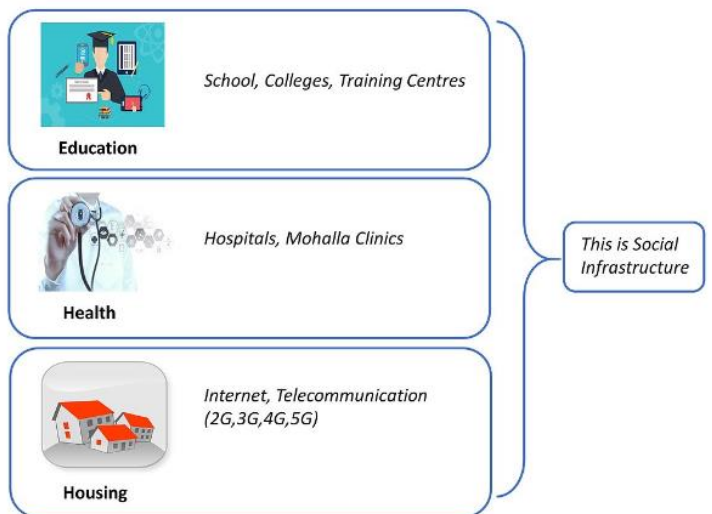 School, Colleges, Training Centres
Education
Hospitals, Mohalla Clinics
Health
This is Social
Infrastructure
Internet, Telecommunication
(2G,3G,4G,5G)
Housing